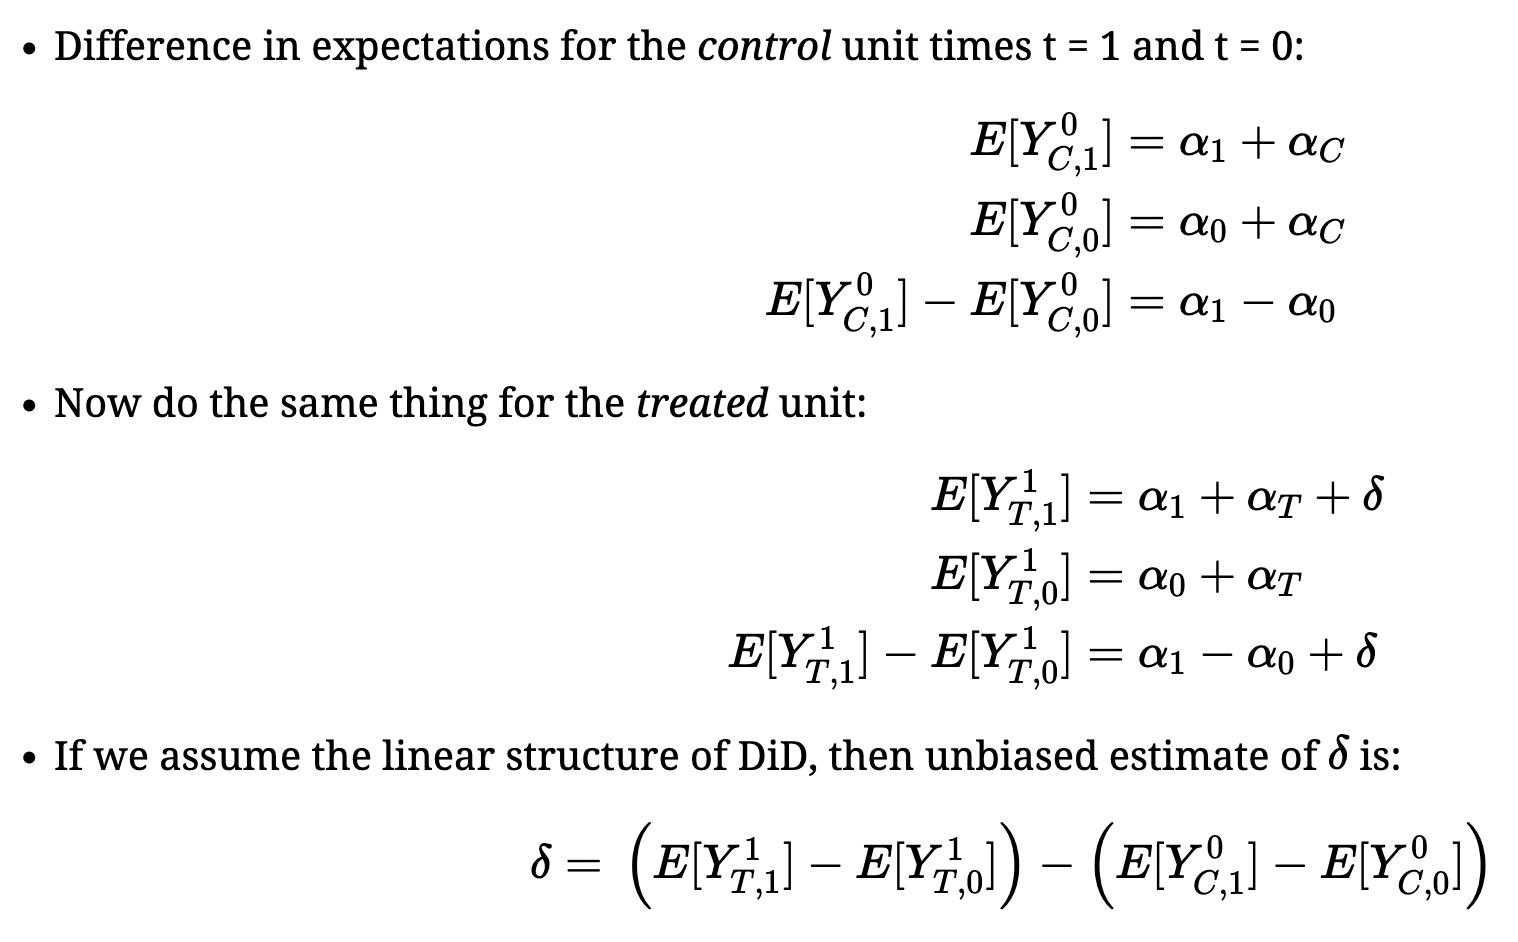 • Difference in expectations for the control unit times t = 1 and t = 0:
$E[Y^0_{C,1}] = \alpha_1 + \alpha_C$
$E[Y^0_{C,0}] = \alpha_0 + \alpha_C$
$E[Y^0_{C,1}] - E[Y^0_{C,0}] = \alpha_1 - \alpha_0$
• Now do the same thing for the treated unit:
$E[Y^1_{T,1}] = \alpha_1 + \alpha_T + \delta$
$E[Y^1_{T,0}] = \alpha_0 + \alpha_T$
$E[Y^1_{T,1}] - E[Y^1_{T,0}] = \alpha_1 - \alpha_0 + \delta$
• If we assume the linear structure of DiD, then unbiased estimate of $\delta$ is:
$\delta = \left(E[Y^1_{T,1}] - E[Y^1_{T,0}]\right) - \left(E[Y^0_{C,1}] - E[Y^0_{C,0}]\right)$